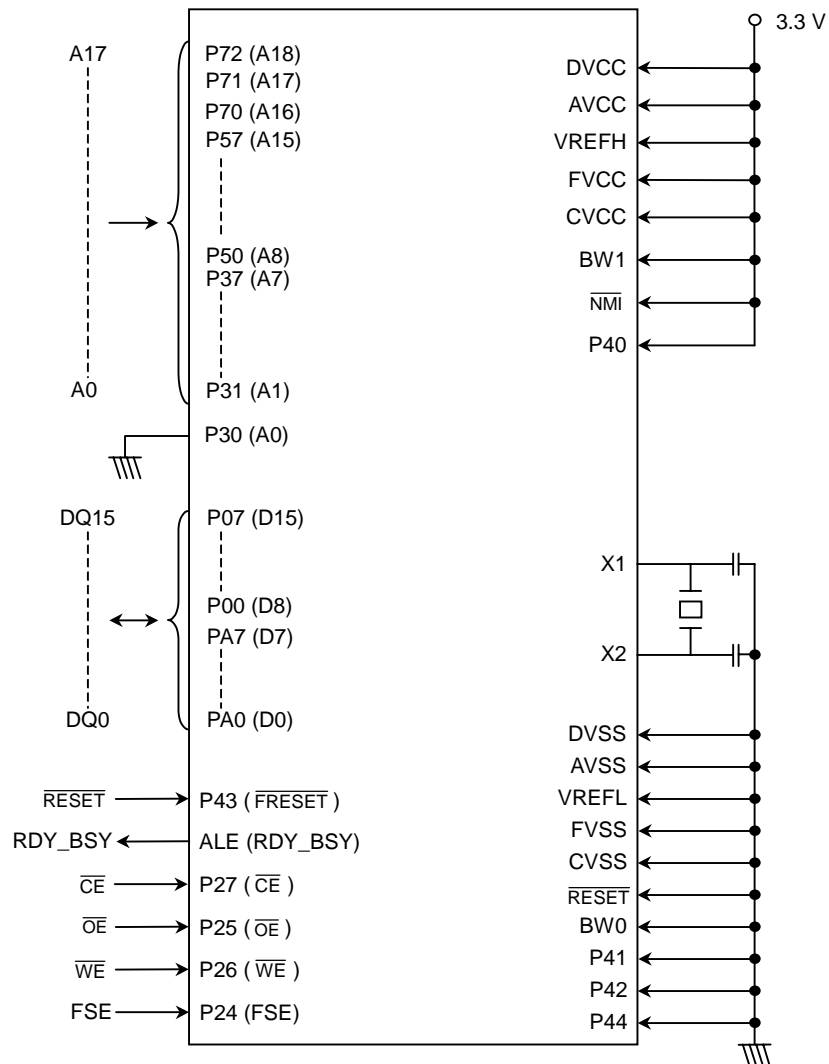 3.3 V
A17
P72 (A18)
P71 (A17)
P70 (A16)
P57 (A15)
P50 (A8)
P37 (A7)
A0
P31 (A1)
P30 (A0)
DQ15
P07 (D15)
P00 (D8)
PA7 (D7)
DQ0
PA0 (D0)
RESET
P43 ( FRESET )
RDY_BSY
ALE (RDY_BSY)
CE
P27 ( CE )
OE
P25 ( OE )
WE
P26 ( WE )
FSE
P24 (FSE)
DVCC
AVCC
VREFH
FVCC
CVCC
BW1
NMI
P40
X1
X2
DVSS
AVSS
VREFL
FVSS
CVSS
RESET
BW0
P41
P42
P44